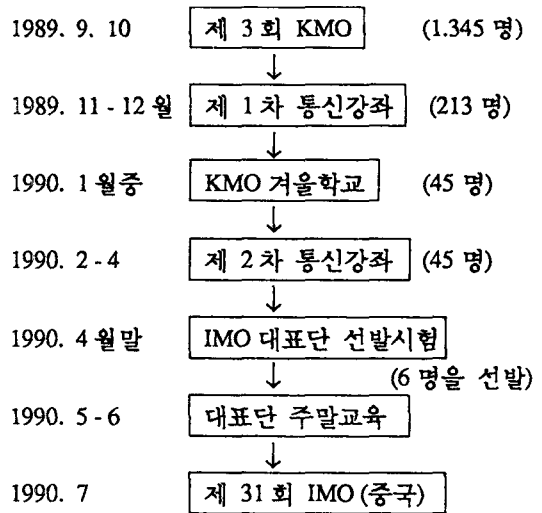 1989. 9. 10 제 3 회 KMO (1.345 명)
1989. 11 - 12 월 제 1 차 통신강좌 (213 명)
1990. 1 월중 KMO 겨울학교 (45 명)
1990. 2 - 4 제 2 차 통신강좌 (45 명)
1990. 4 월말 IMO 대표단 선발시험
(6 명을 선발)
1990. 5 - 6 대표단 주말교육
1990. 7 제 31 회 IMO (중국)